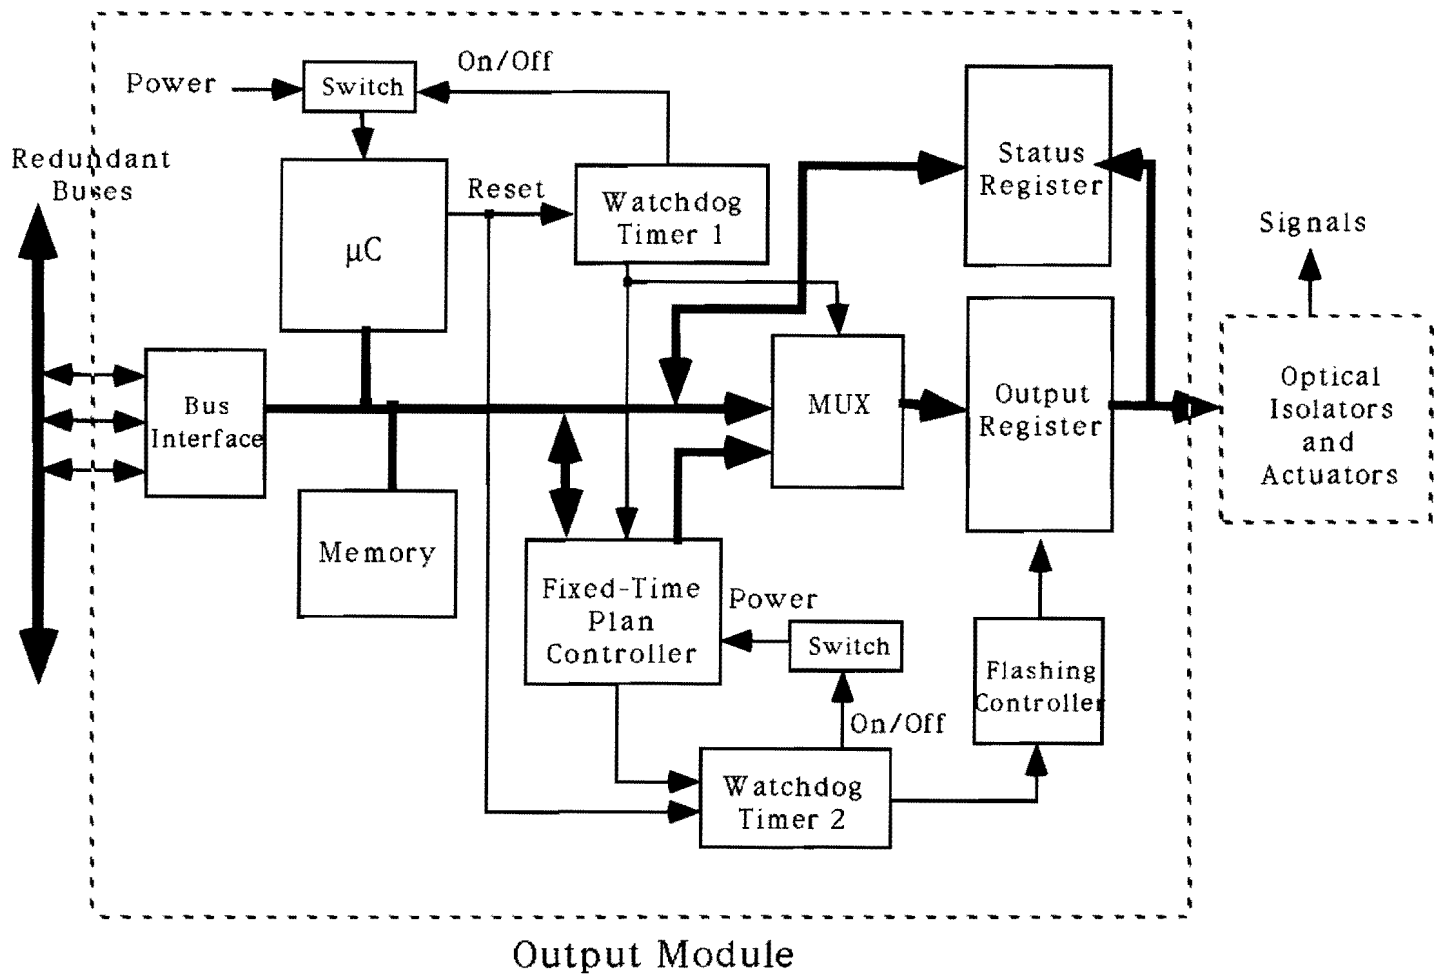 On/Off
Power
Switch
Redundant
Buses
Reset
Watchdog
Timer 1
μC
Status
Register
Signals
Bus
Interface
MUX
Output
Register
Optical
Isolators
and
Actuators
Memory
Fixed-Time
Plan
Controller
Power
Switch
Flashing
Controller
On/Off
Watchdog
Timer 2
Output Module